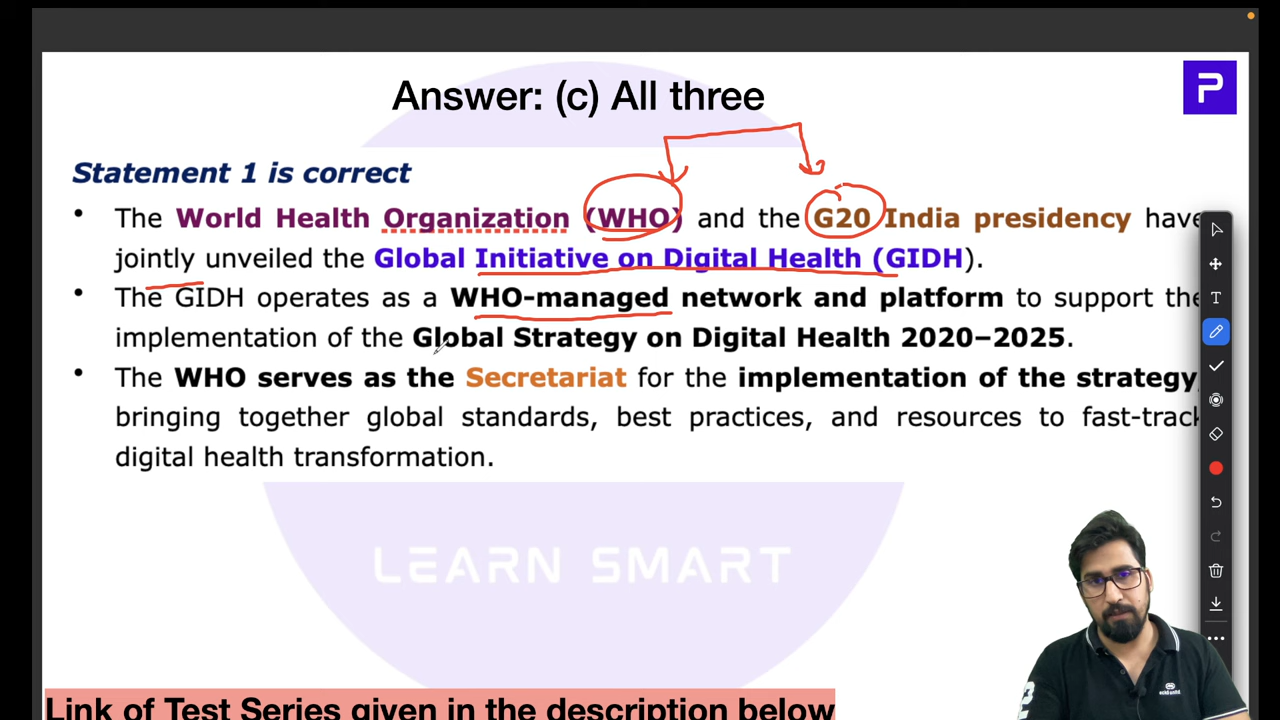 Answer: (c) All three
P
Statement 1 is correct
• The World Health Organization (WHO) and the G20 India presidency have
jointly unveiled the Global Initiative on Digital Health (GIDH).
• The GIDH operates as a WHO-managed network and platform to support the
implementation of the Global Strategy on Digital Health 2020–2025.
• The WHO serves as the Secretariat for the implementation of the strategy,
bringing together global standards, best practices, and resources to fast-track
digital health transformation.
LEARN SMART
T
Link of Test Series given in the description below